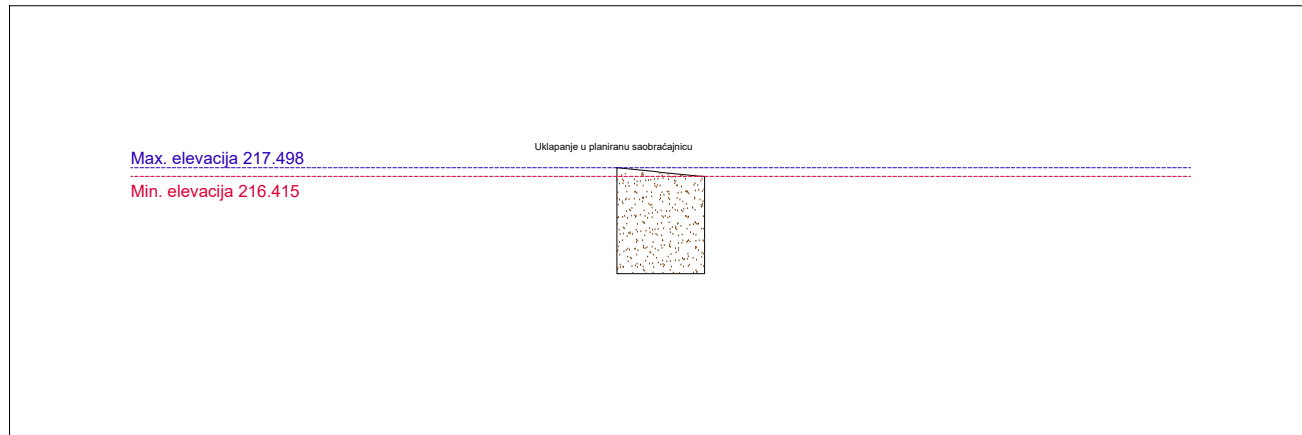 Uklapanje u planiranu saobraćajnicu
Max. elevacija 217.498
Min. elevacija 216.415